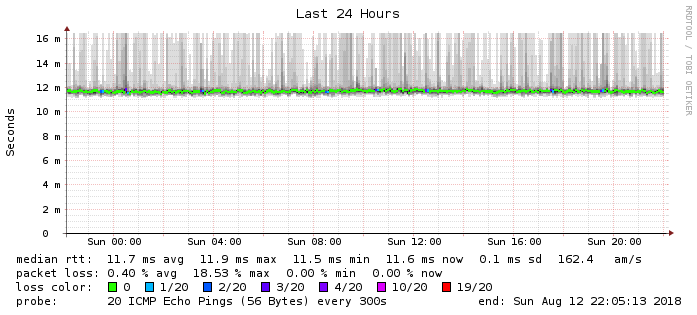 Last 24 Hours
RRDTOOL / TOBI OETIKER
Seconds
16 m
14 m
12 m
10 m
8 m
6 m
4 m
2 m
0
Sun 00:00 Sun 04:00 Sun 08:00 Sun 12:00 Sun 16:00 Sun 20:00
median rtt: 11.7 ms avg 11.9 ms max 11.5 ms min 11.6 ms now 0.1 ms sd 162.4 am/s
packet loss: 0.40 % avg 18.53 % max 0.00 % min 0.00 % now
loss color: 0 1/20 2/20 3/20 4/20 10/20 19/20
probe: 20 ICMP Echo Pings (56 Bytes) every 300s end: Sun Aug 12 22:05:13 2018